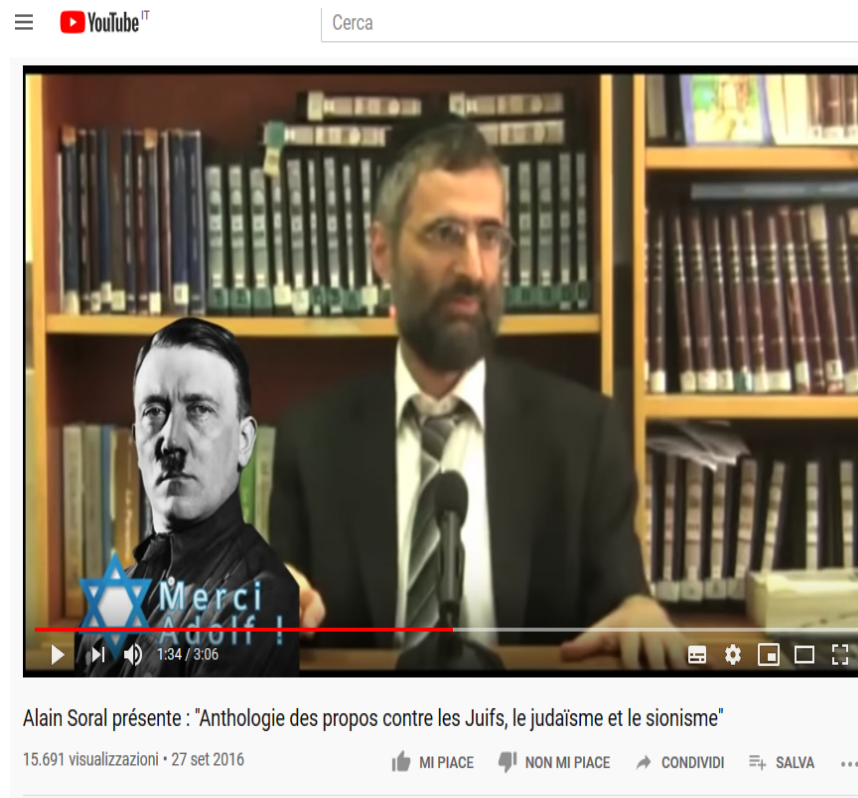 YouTube IT
Cerca
Merci
Adolf !
1:34 / 3:06
Alain Soral présente : "Anthologie des propos contre les Juifs, le judaïsme et le sionisme"
15.691 visualizzazioni • 27 set 2016
MI PIACE
NON MI PIACE
CONDIVIDI
SALVA